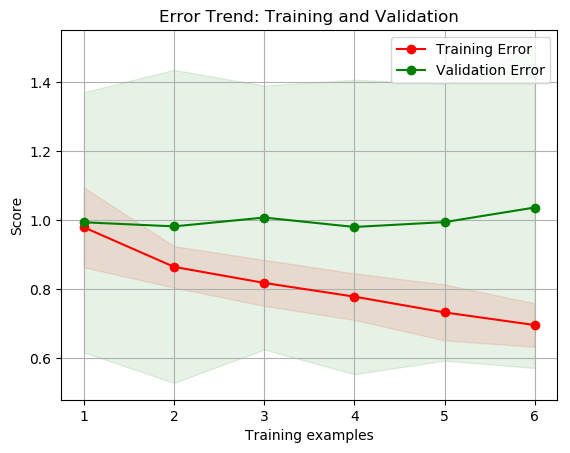 Error Trend: Training and Validation
Training Error
Validation Error
Score
1.4
1.2
1.0
0.8
0.6
1 2 3 4 5 6
Training examples